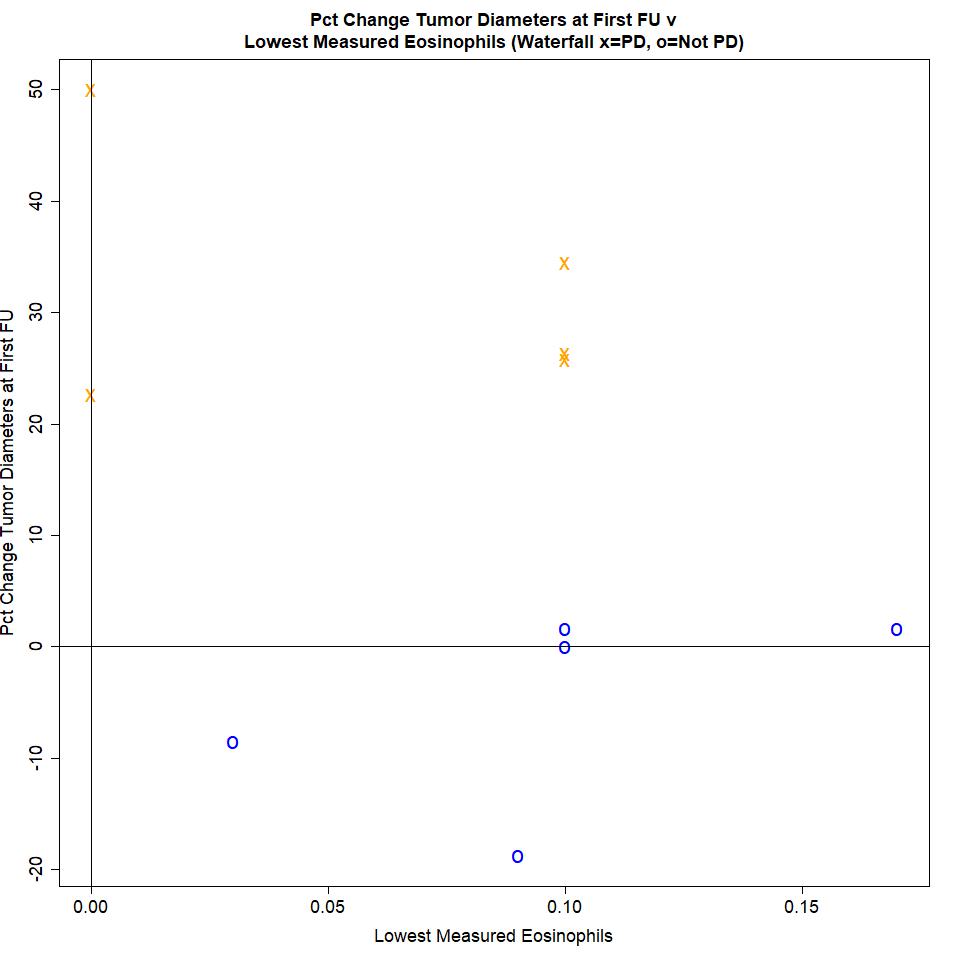 Pct Change Tumor Diameters at First FU v
Lowest Measured Eosinophils (Waterfall x=PD, o=Not PD)
Pct Change Tumor Diameters at First FU
50
40
30
20
10
0
-10
-20
x
x
x
x
x
o
o
o
o
o
0.00
0.05
0.10
0.15
Lowest Measured Eosinophils